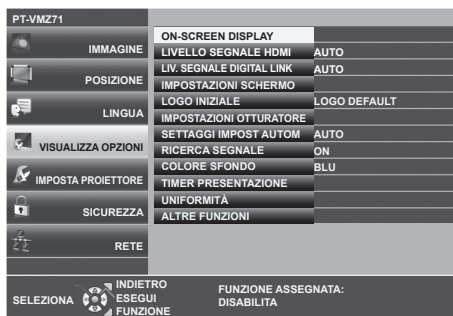 PT-VMZ71
IMMAGINE
POSIZIONE
LINGUA
VISUALIZZA OPZIONI
IMPOSTA PROIETTORE
SICUREZZA
RETE
ON-SCREEN DISPLAY
LIVELLO SEGNALE HDMI AUTO
LIV. SEGNALE DIGITAL LINK AUTO
IMPOSTAZIONI SCHERMO
LOGO INIZIALE LOGO DEFAULT
IMPOSTAZIONI OTTURATORE
SETTAGGI IMPOST AUTOM AUTO
RICERCA SEGNALE ON
COLORE SFONDO BLU
TIMER PRESENTAZIONE
UNIFORMITÀ
ALTRE FUNZIONI
SELEZIONA
INDIETRO
ESEGUI
FUNZIONE
FUNZIONE ASSEGNATA:
DISABILITA